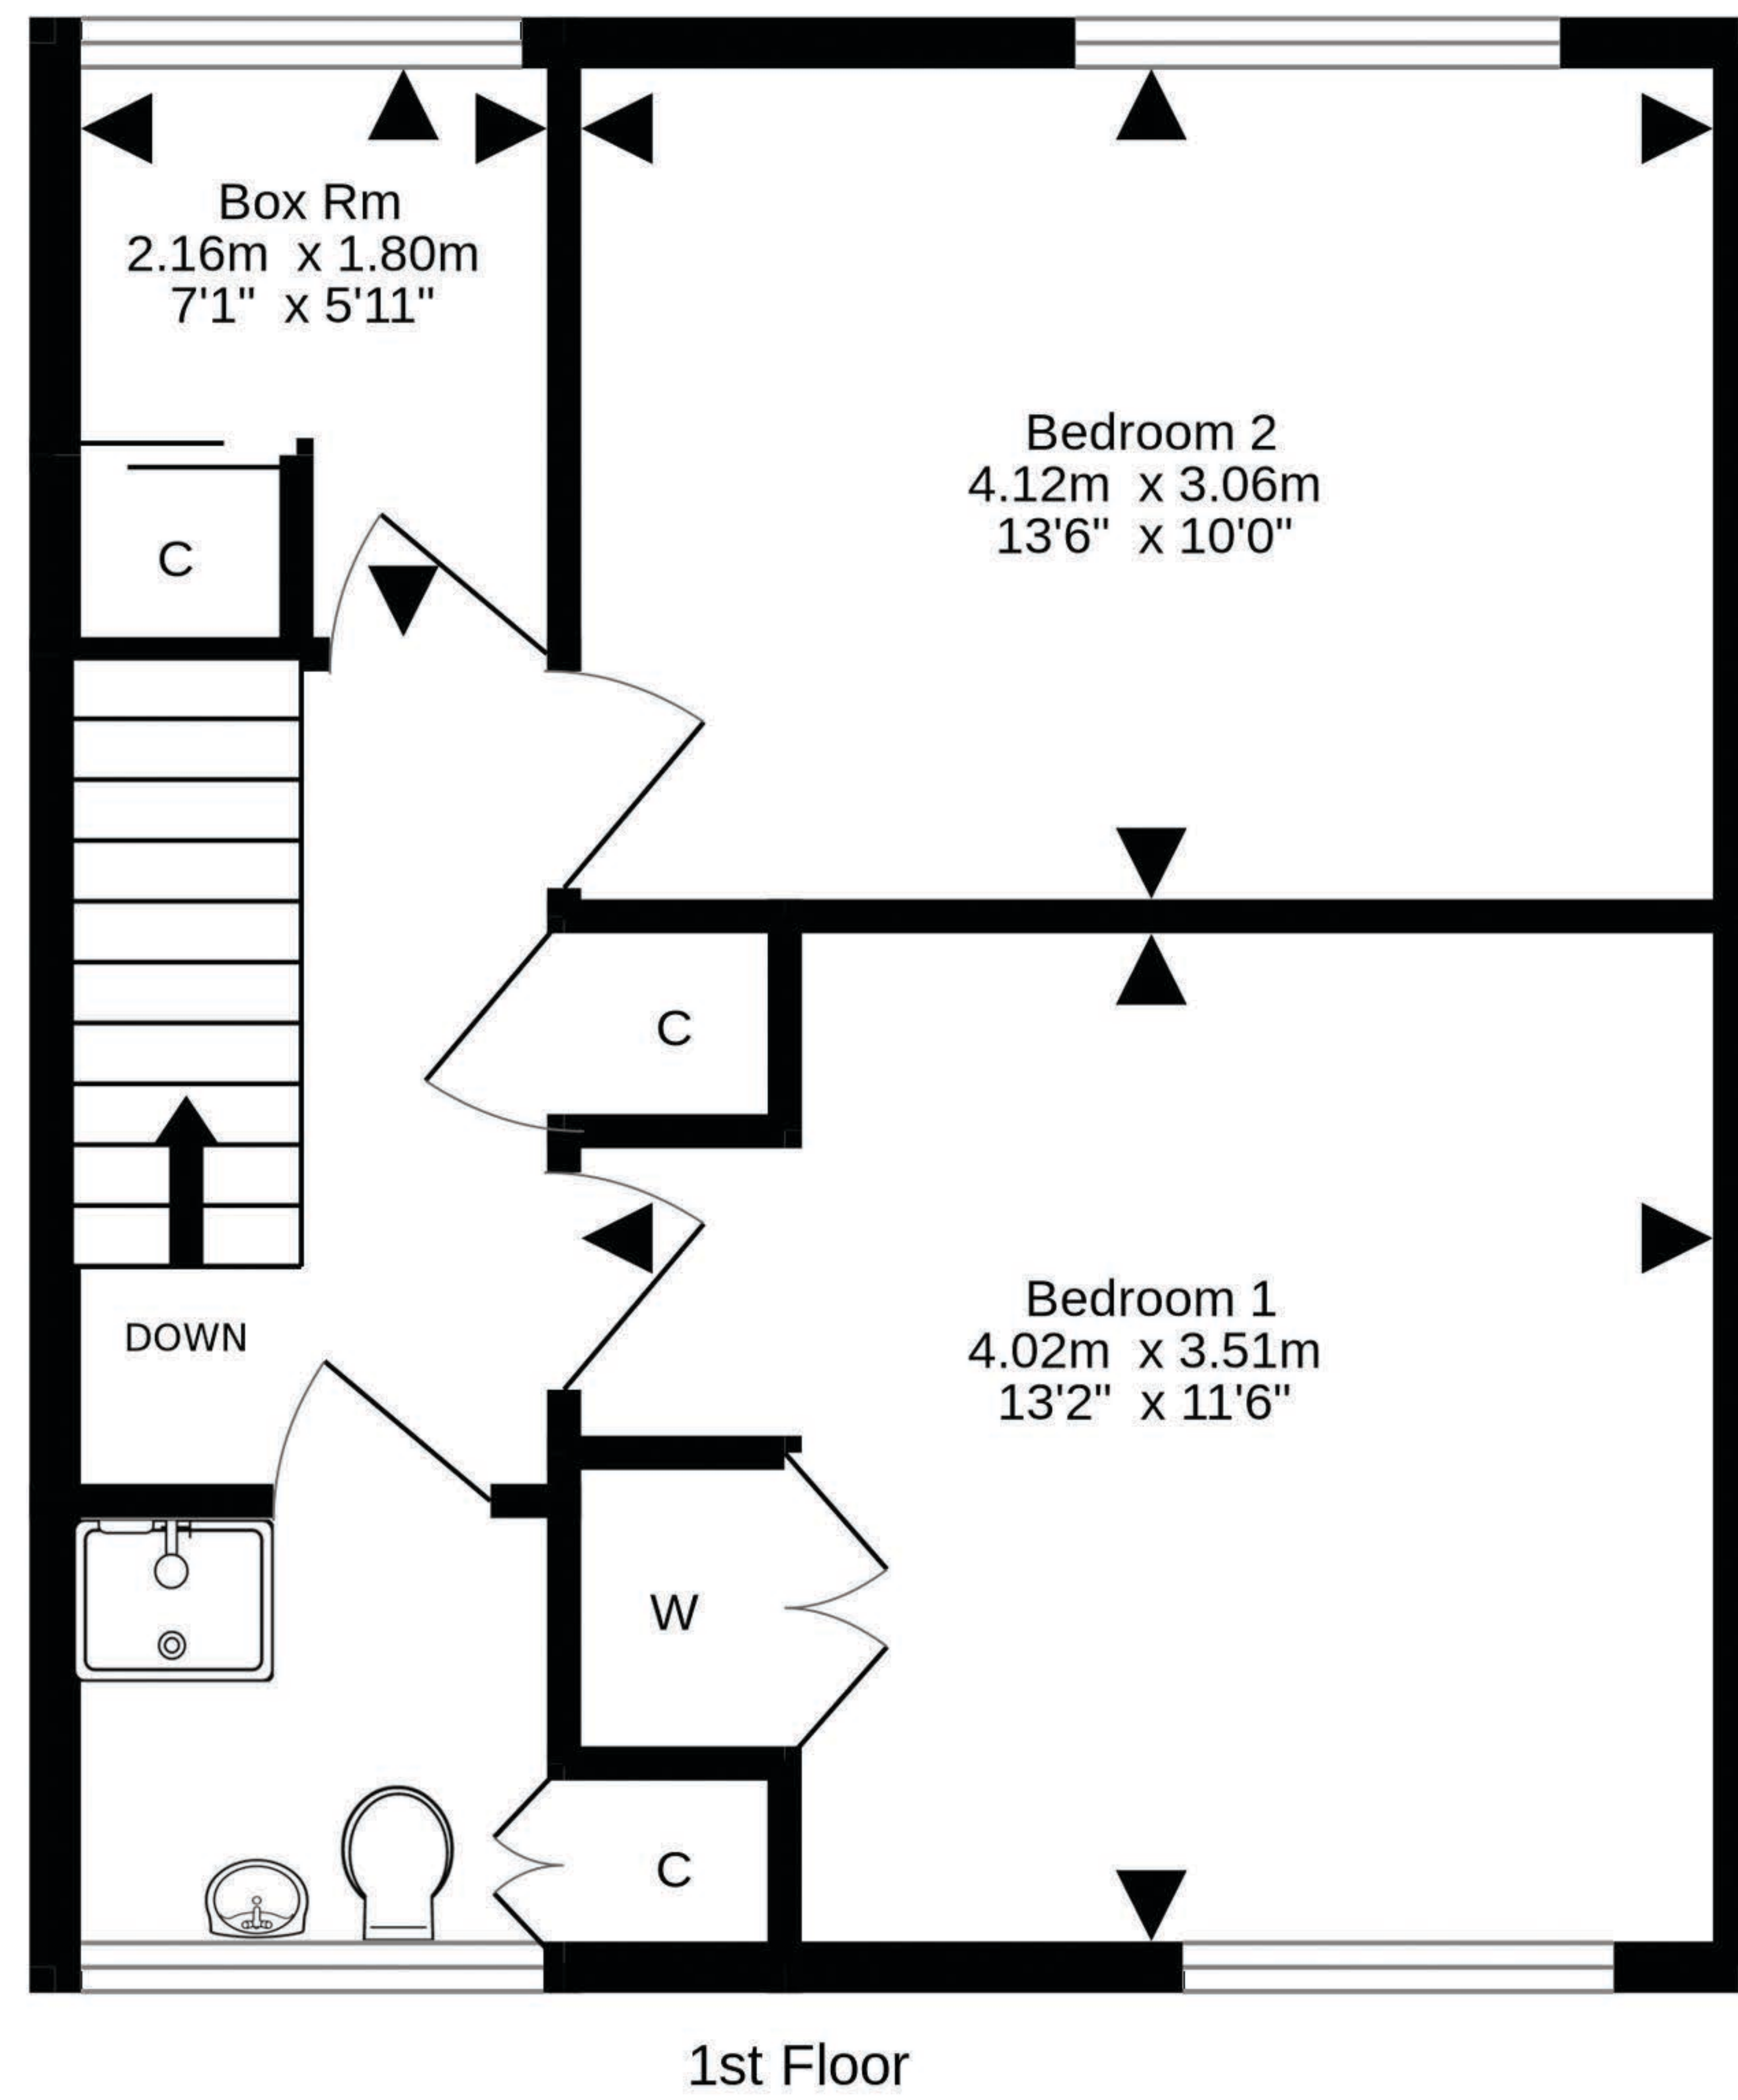 Box Rm
2.16m x 1.80m
7'1" x 5'11"
Bedroom 2
4.12m x 3.06m
13'6" x 10'0"
C
C
Bedroom 1
4.02m x 3.51m
13'2" x 11'6"
DOWN
W
C
1st Floor